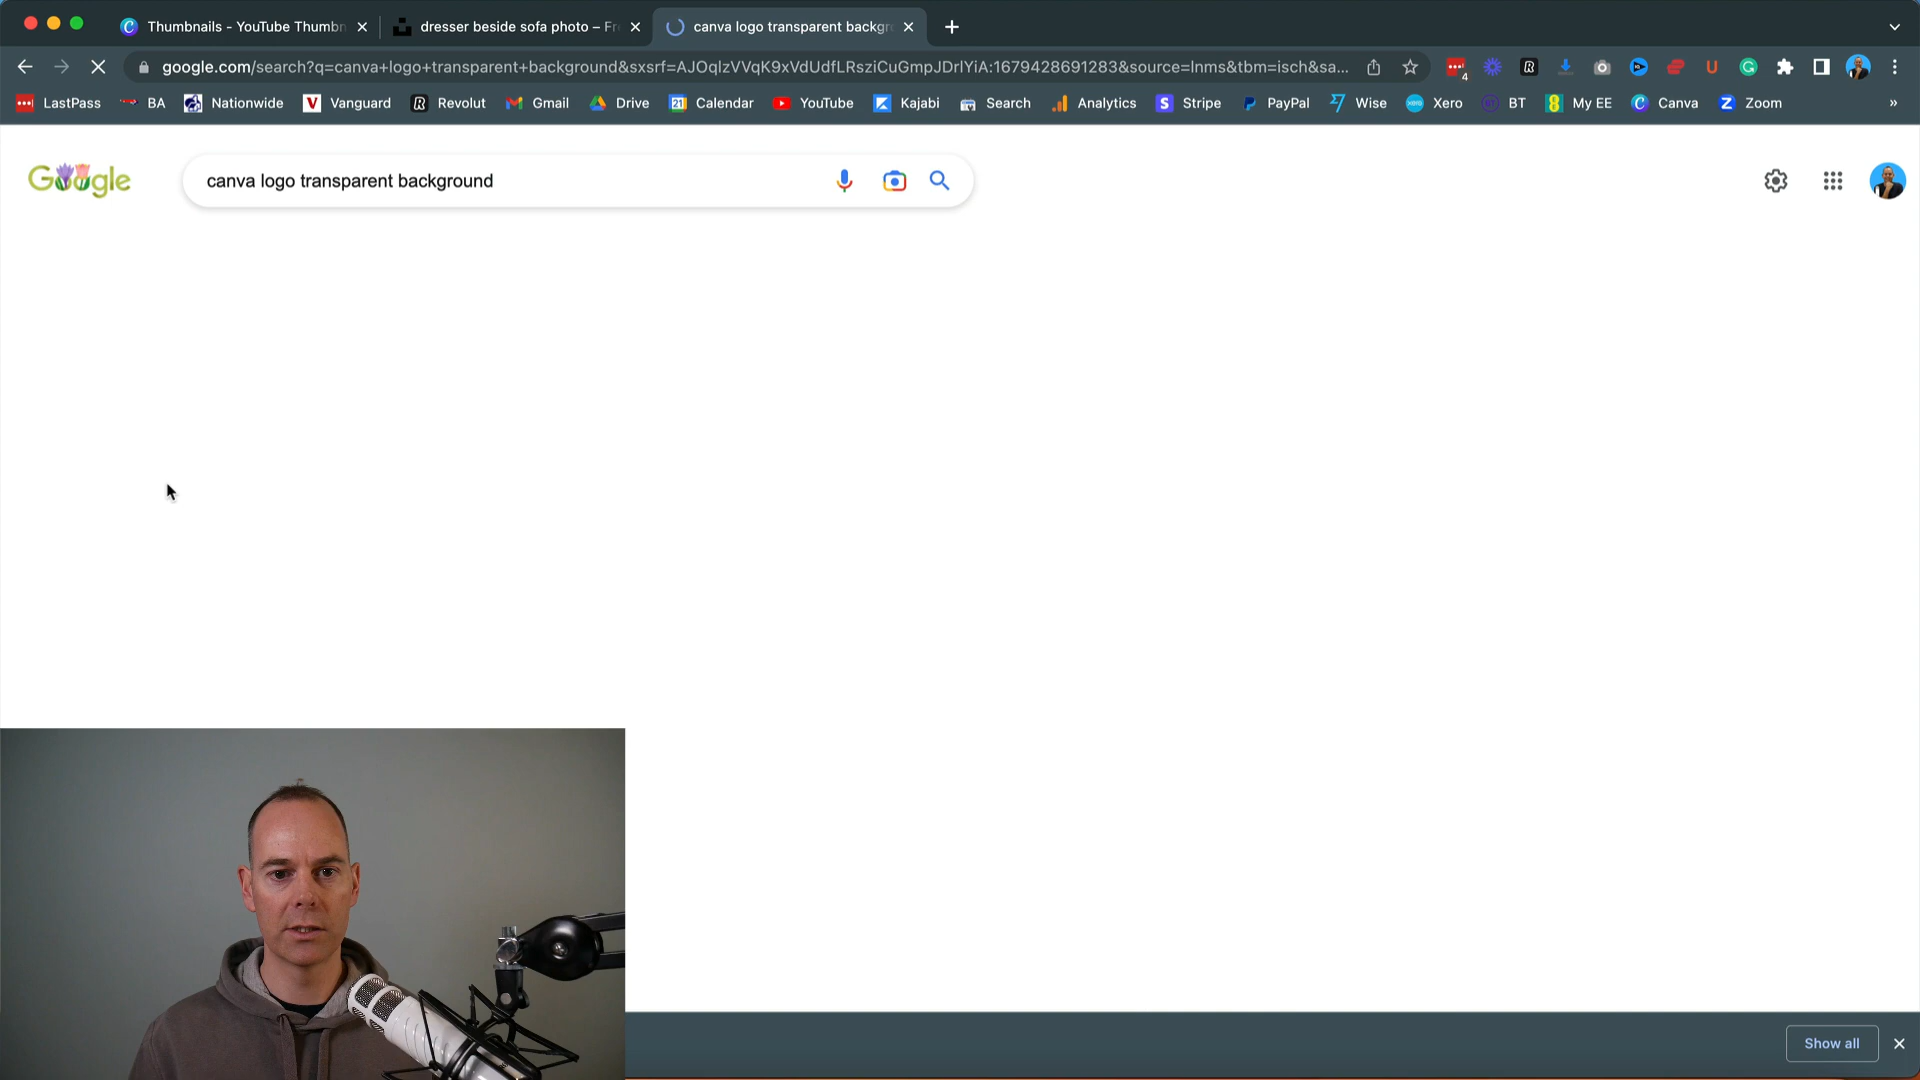 Thumbnails - YouTube Thumbn
dresser beside sofa photo – Fr
canva logo transparent backgr
google.com/search?q=canva+logo+transparent+background&sxsrf=AJOqlzVVqK9xVdUdfLRsziCuGmpJDrlYiA:1679428691283&source=lnms&tbm=isch&sa...
4
LastPass
BA
Nationwide
Vanguard
Revolut
Gmail
Drive
21 Calendar
YouTube
Kajabi
Search
Analytics
Stripe
PayPal
Wise
Xero
BT
My EE
Canva
Zoom
»
Google
canva logo transparent background
Show all